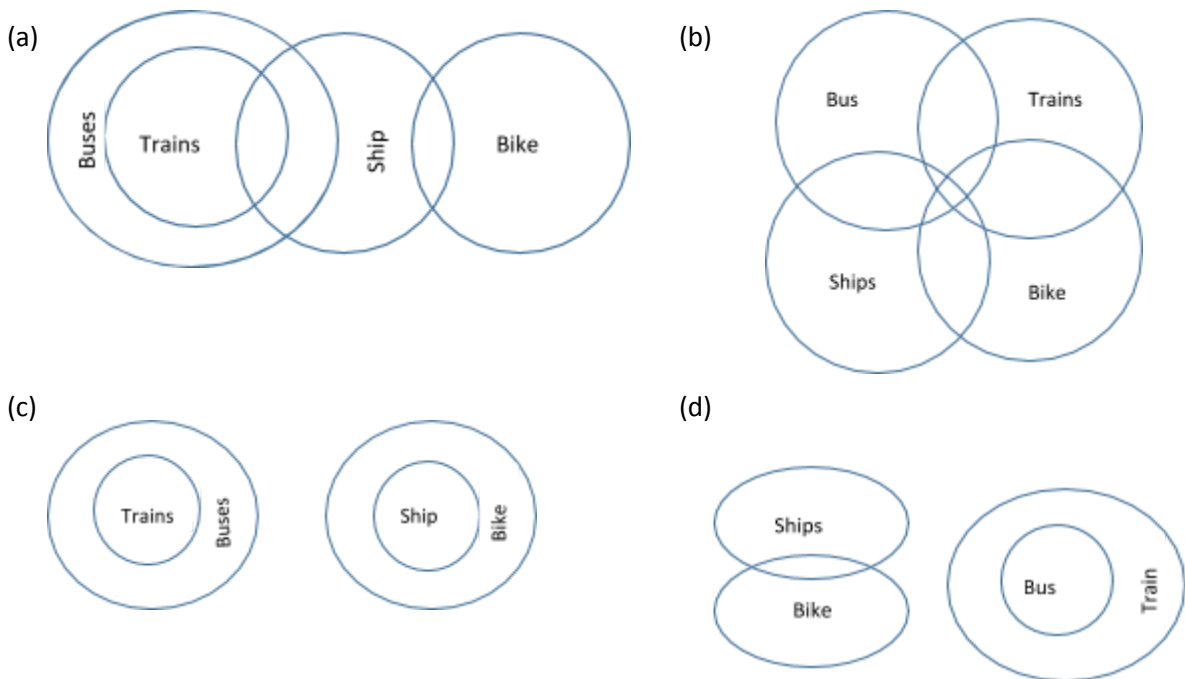 (a)
Buses
Trains
Ship
Bike
(b)
Bus
Trains
Ships
Bike
(c)
Trains
Buses
Ship
Bike
(d)
Ships
Bike
Bus
Train